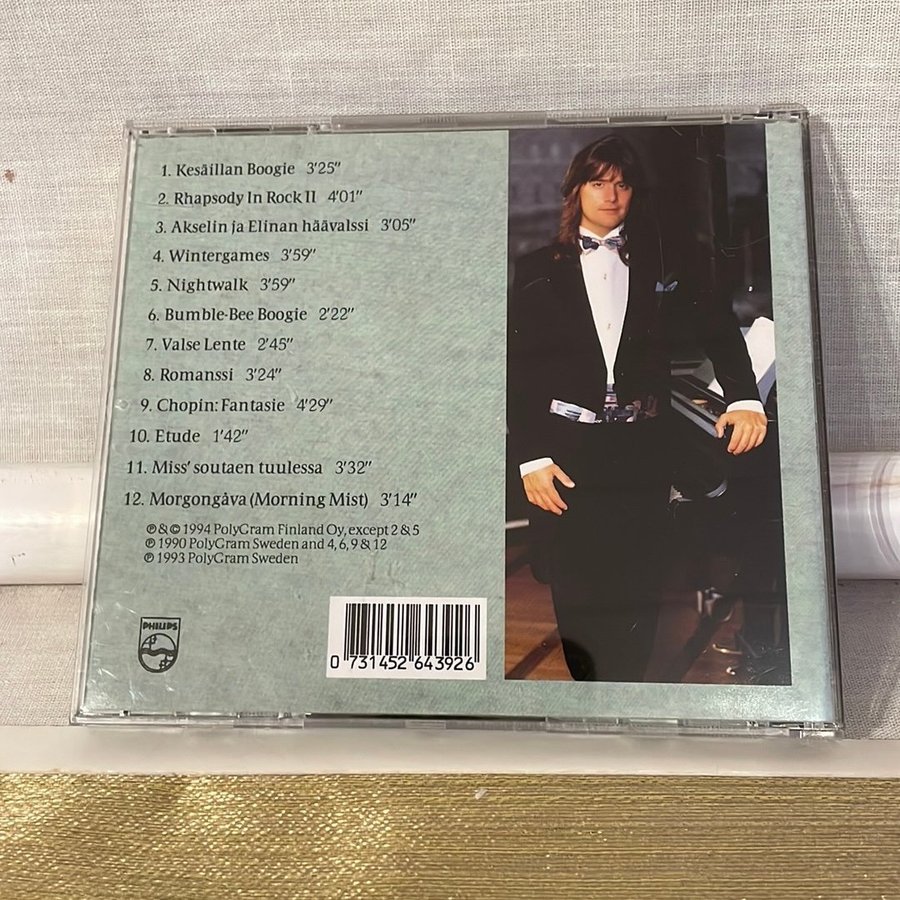 1. Kesäillan Boogie 3'25"
2. Rhapsody In Rock II 4'01"
3. Akselin ja Elinan häävalssi 3'05"
4. Wintergames 3'59"
5. Nightwalk 3'59"
6. Bumble-Bee Boogie 2'22"
7. Valse Lente 2'45"
8. Romanssi 3'24"
9. Chopin: Fantasie 4'29"
10. Etude 1'42"
11. Miss' soutaen tuulessa 3'32"
12. Morgongåva (Morning Mist) 3'14"
℗ & © 1994 PolyGram Finland Oy, except 2 & 5
℗ 1990 PolyGram Sweden and 4, 6, 9 & 12
℗ 1993 PolyGram Sweden
PHILIPS
0 731452 643926